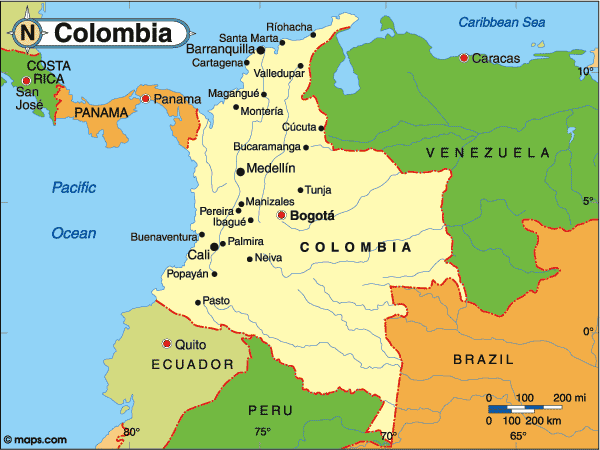 N
Colombia
Caribbean Sea
Ríohacha
Santa Marta
Barranquilla
Cartagena
Caracas
COSTA
RICA
San
José
Valledupar
10°
Magangué
Montería
Panama
PANAMA
Cúcuta
Bucaramanga
VENEZUELA
Medellín
Pacific
Ocean
Tunja
Manizales
Pereira
Ibagué
Bogotá
5°
Buenaventura
Palmira
Cali
Neiva
COLOMBIA
Popayán
Pasto
Quito
ECUADOR
0°
BRAZIL
PERU
0 100 200 mi
0 100 200 km
© maps.com
80°
75°
70°
65°